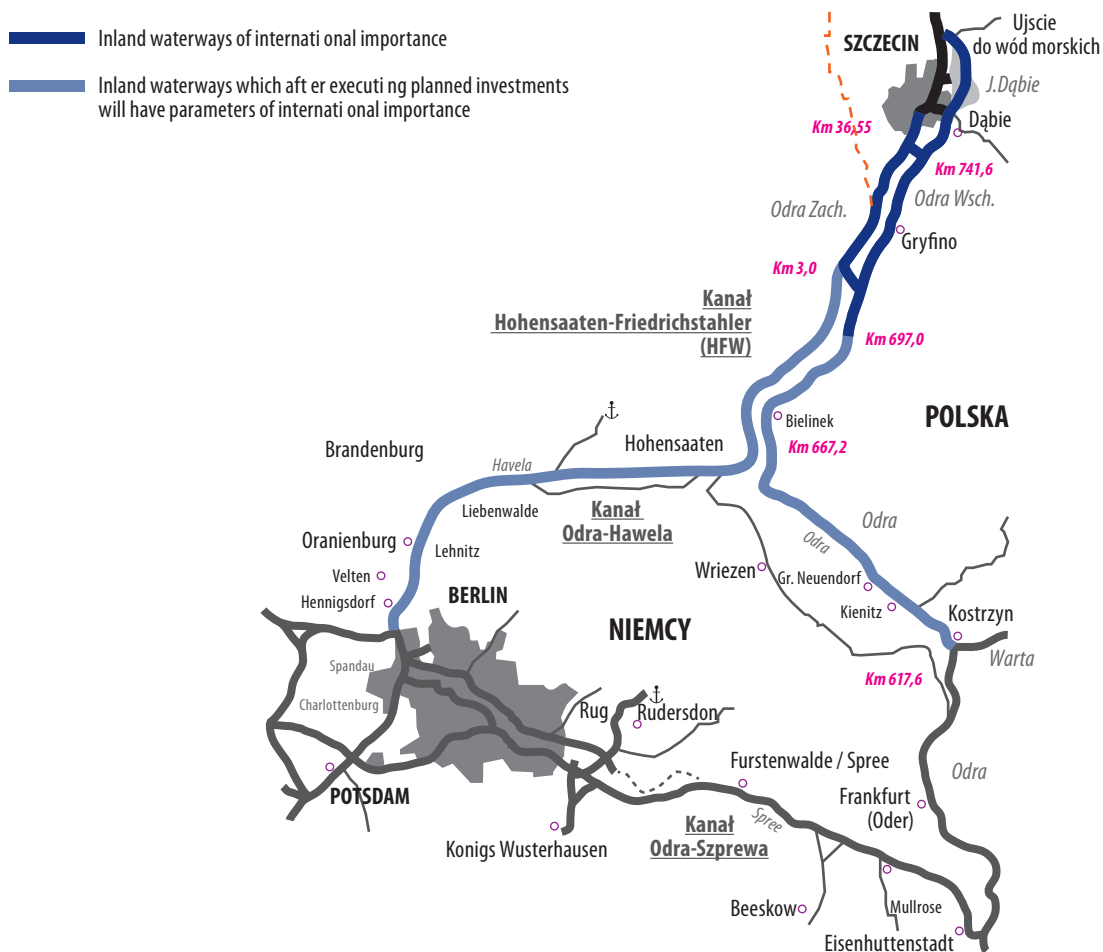 Inland waterways of internati onal importance
Inland waterways which aft er executi ng planned investments
will have parameters of internati onal importance
Ujscie
do wód morskich
SZCZECIN
J.Dąbie
Dąbie
Km 36,55
Km 741,6
Odra Zach.
Odra Wsch.
Gryfino
Km 3,0
Kanał
Hohensaaten-Friedrichstahler
(HFW)
Km 697,0
POLSKA
Bielinek
Km 667,2
Hohensaaten
Brandenburg
Havela
Liebenwalde
Kanał
Odra-Hawela
Odra
Odra
Oranienburg
Lehnitz
Velten
Hennigsdorf
BERLIN
Wriezen
Gr. Neuendorf
Kienitz
Kostrzyn
NIEMCY
Warta
Km 617,6
Spandau
Charlottenburg
Rug
Rudersdon
POTSDAM
Furstenwalde / Spree
Odra
Frankfurt
(Oder)
Spree
Kanał
Odra-Szprewa
Konigs Wusterhausen
Beeskow
Mullrose
Eisenhuttenstadt